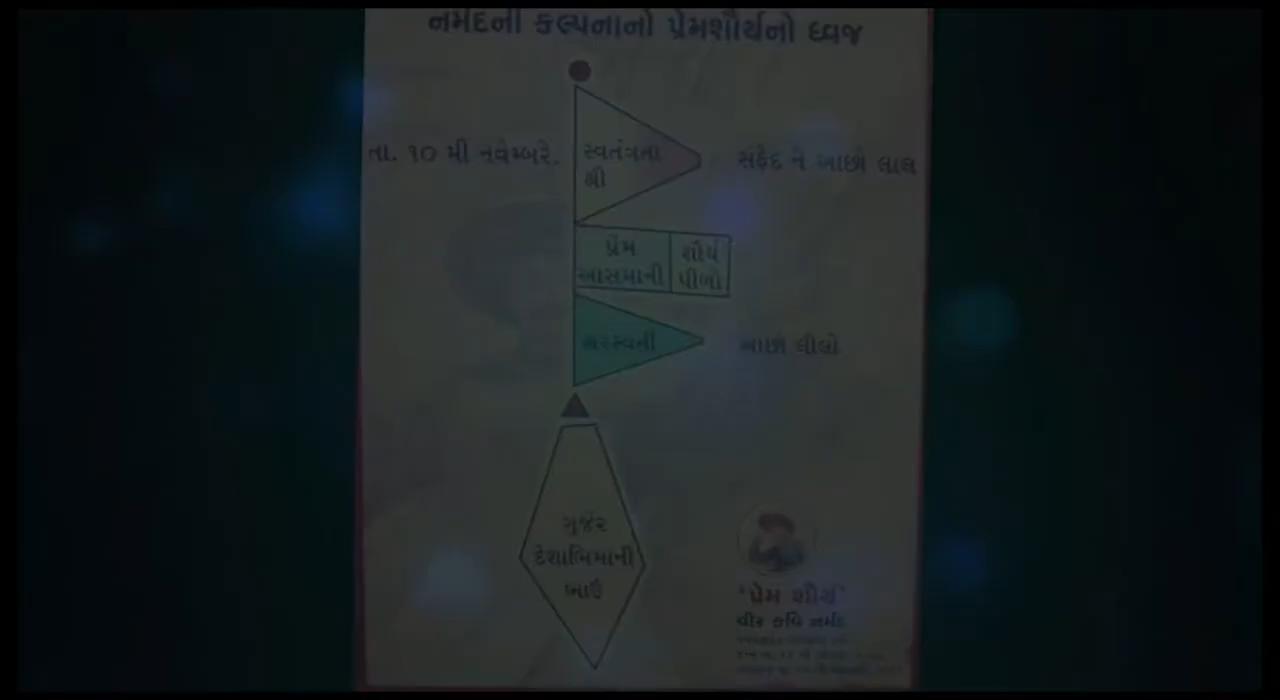 નર્મદની કલ્પનાનો પ્રેમશૌર્યનો ધ્વજ
તા. ૧૦ મી નવેમ્બરે.
સ્વતંત્રતા
શ્રી
સફેદ ને આછો લાલ
પ્રેમ
આસમાની
શૌર્ય
પીળો
સરસ્વતી
આછો લીલો
ગુર્જર
દેશાભિમાની
ભાઉ
'પ્રેમ શૌર્ય'
વીર કવિ નર્મદ